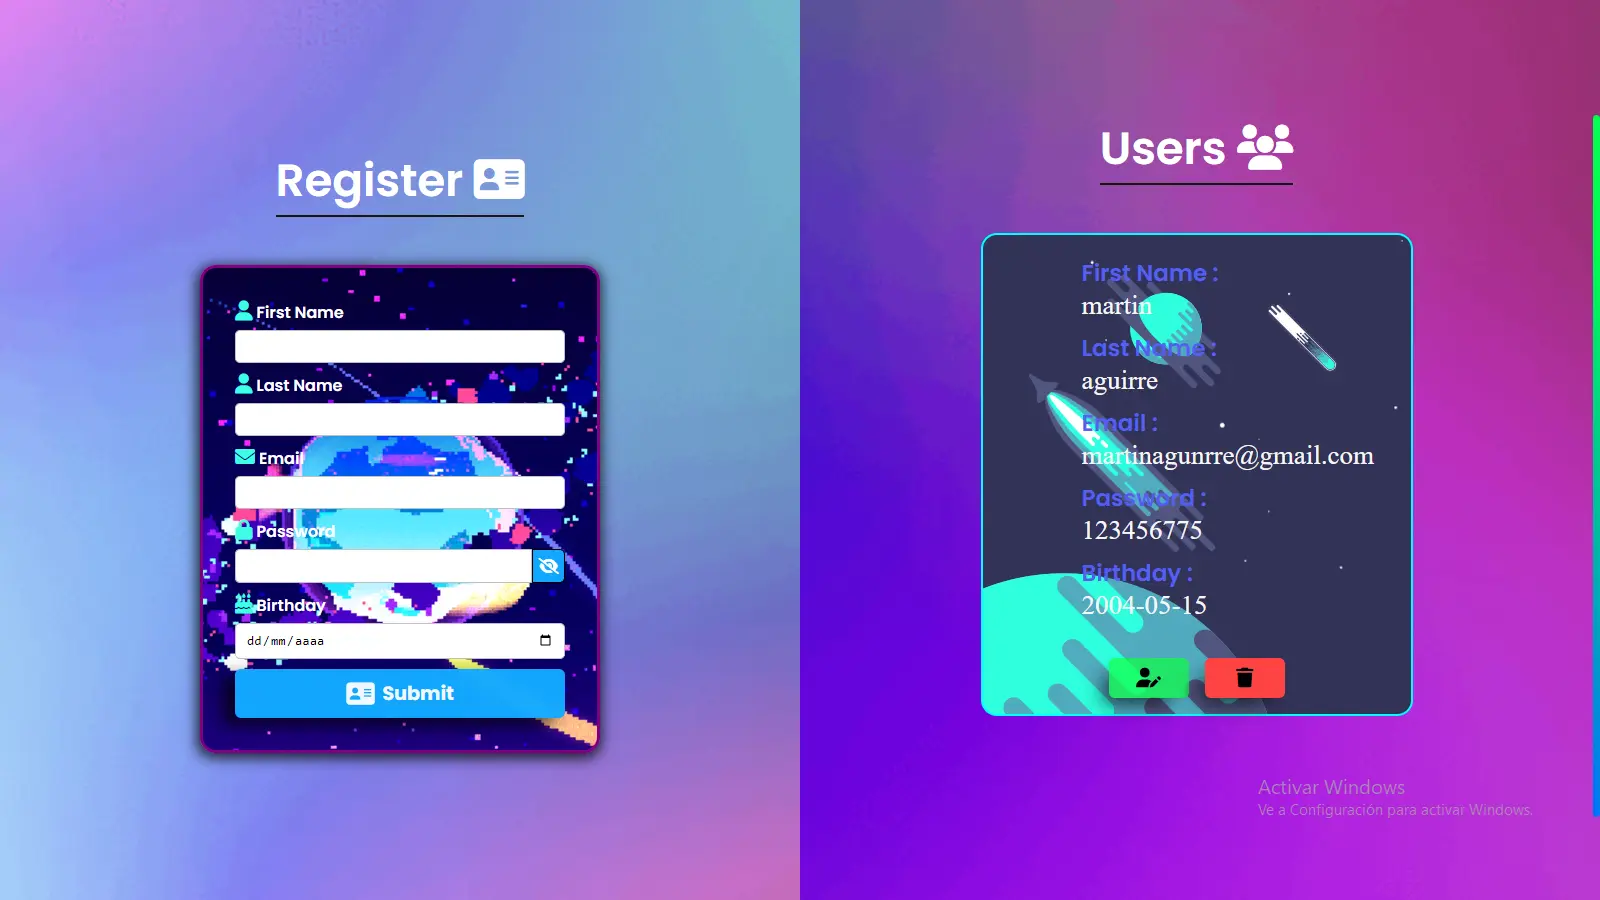 Register
First Name
Last Name
Email
Password
Birthday
dd/mm/aaaa
Submit
Users
First Name :
martin
Last Name :
aguirre
Email :
martinagunrre@gmail.com
Password :
123456775
Birthday :
2004-05-15
Activar Windows
Ve a Configuración para activar Windows.